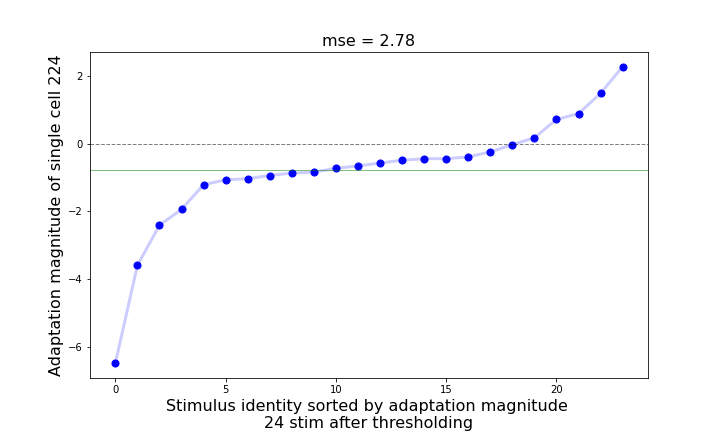 mse = 2.78
Adaptation magnitude of single cell 224
2
0
−2
−4
−6
0 5 10 15 20
Stimulus identity sorted by adaptation magnitude
24 stim after thresholding